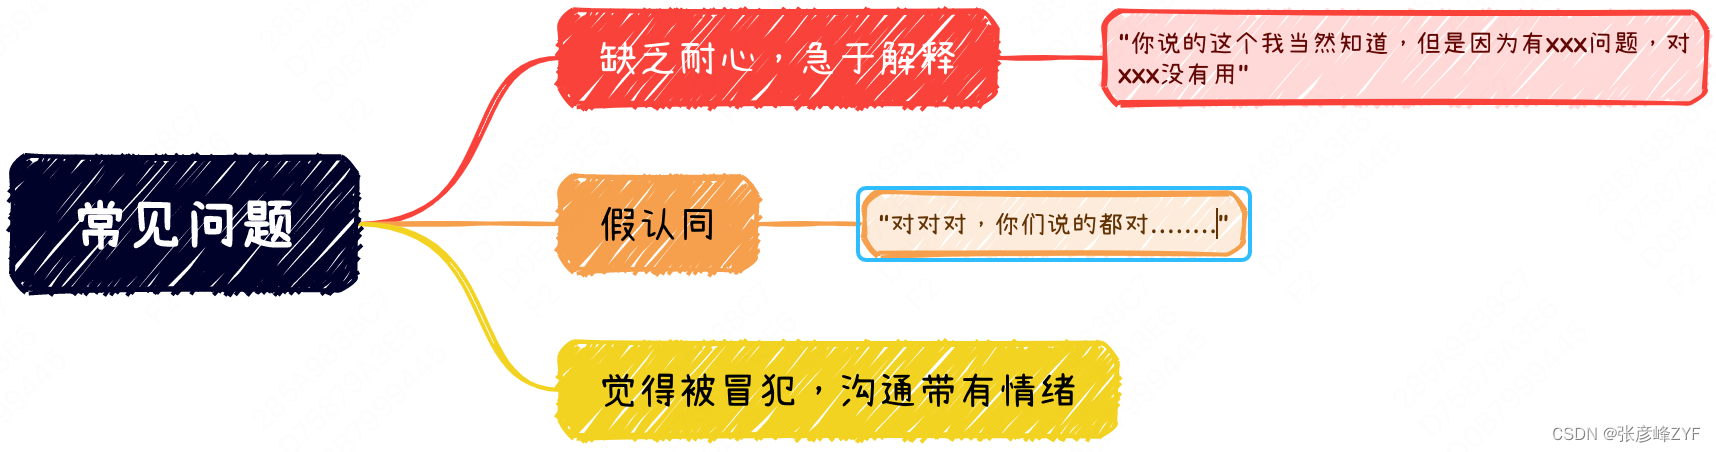 常见问题
缺乏耐心，急于解释
"你说的这个我当然知道，但是因为有xxx问题，对
xxx没有用"
假认同
"对对对，你们说的都对........"
觉得被冒犯，沟通带有情绪
CSDN @张彦峰ZYF